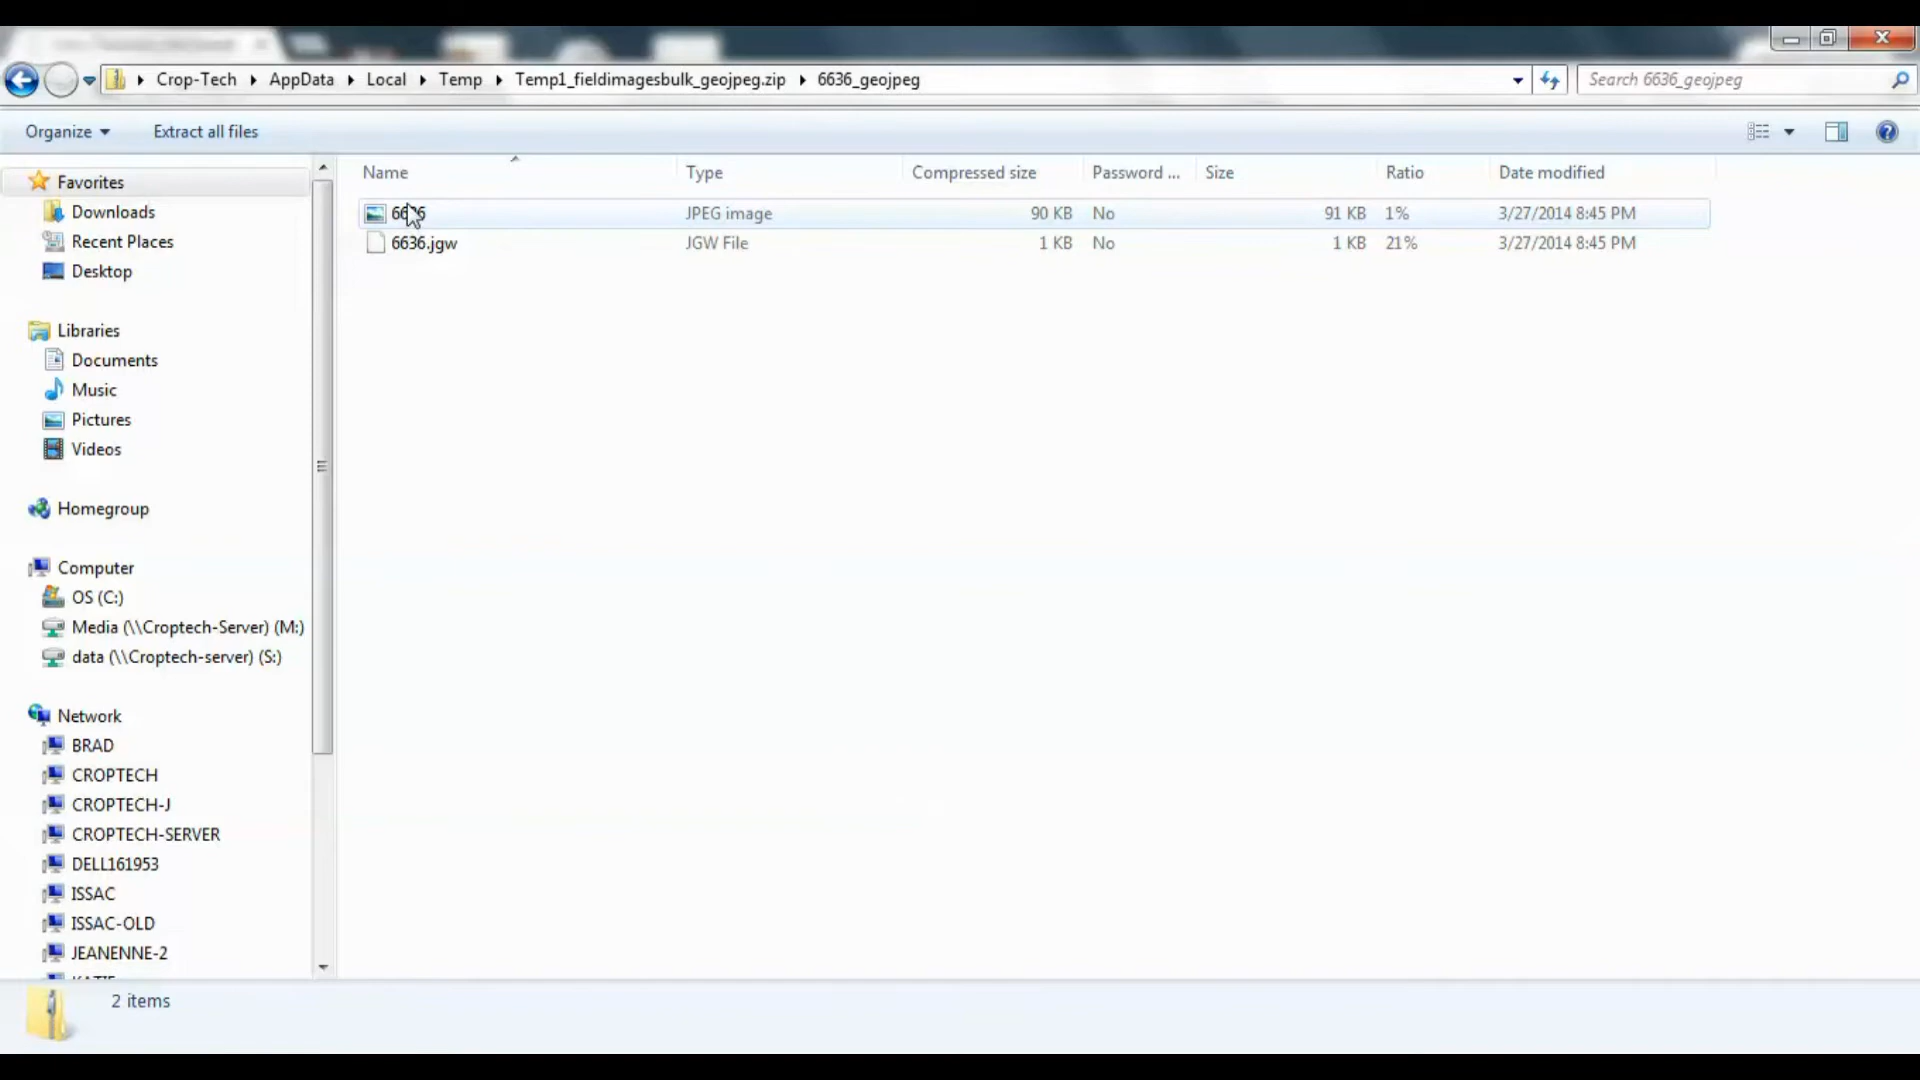 Crop-Tech AppData Local Temp Temp1_fieldimagesbulk_geojpeg.zip 6636_geojpeg Search 6636_geojpeg
Organize Extract all files
Name Type Compressed size Password ... Size Ratio Date modified
6636 JPEG image 90 KB No 91 KB 1% 3/27/2014 8:45 PM
6636.jgw JGW File 1 KB No 1 KB 21% 3/27/2014 8:45 PM
Favorites
Downloads
Recent Places
Desktop
Libraries
Documents
Music
Pictures
Videos
Homegroup
Computer
OS (C:)
Media (\\Croptech-Server) (M:)
data (\\Croptech-server) (S:)
Network
BRAD
CROPTECH
CROPTECH-J
CROPTECH-SERVER
DELL161953
ISSAC
ISSAC-OLD
JEANENNE-2
2 items